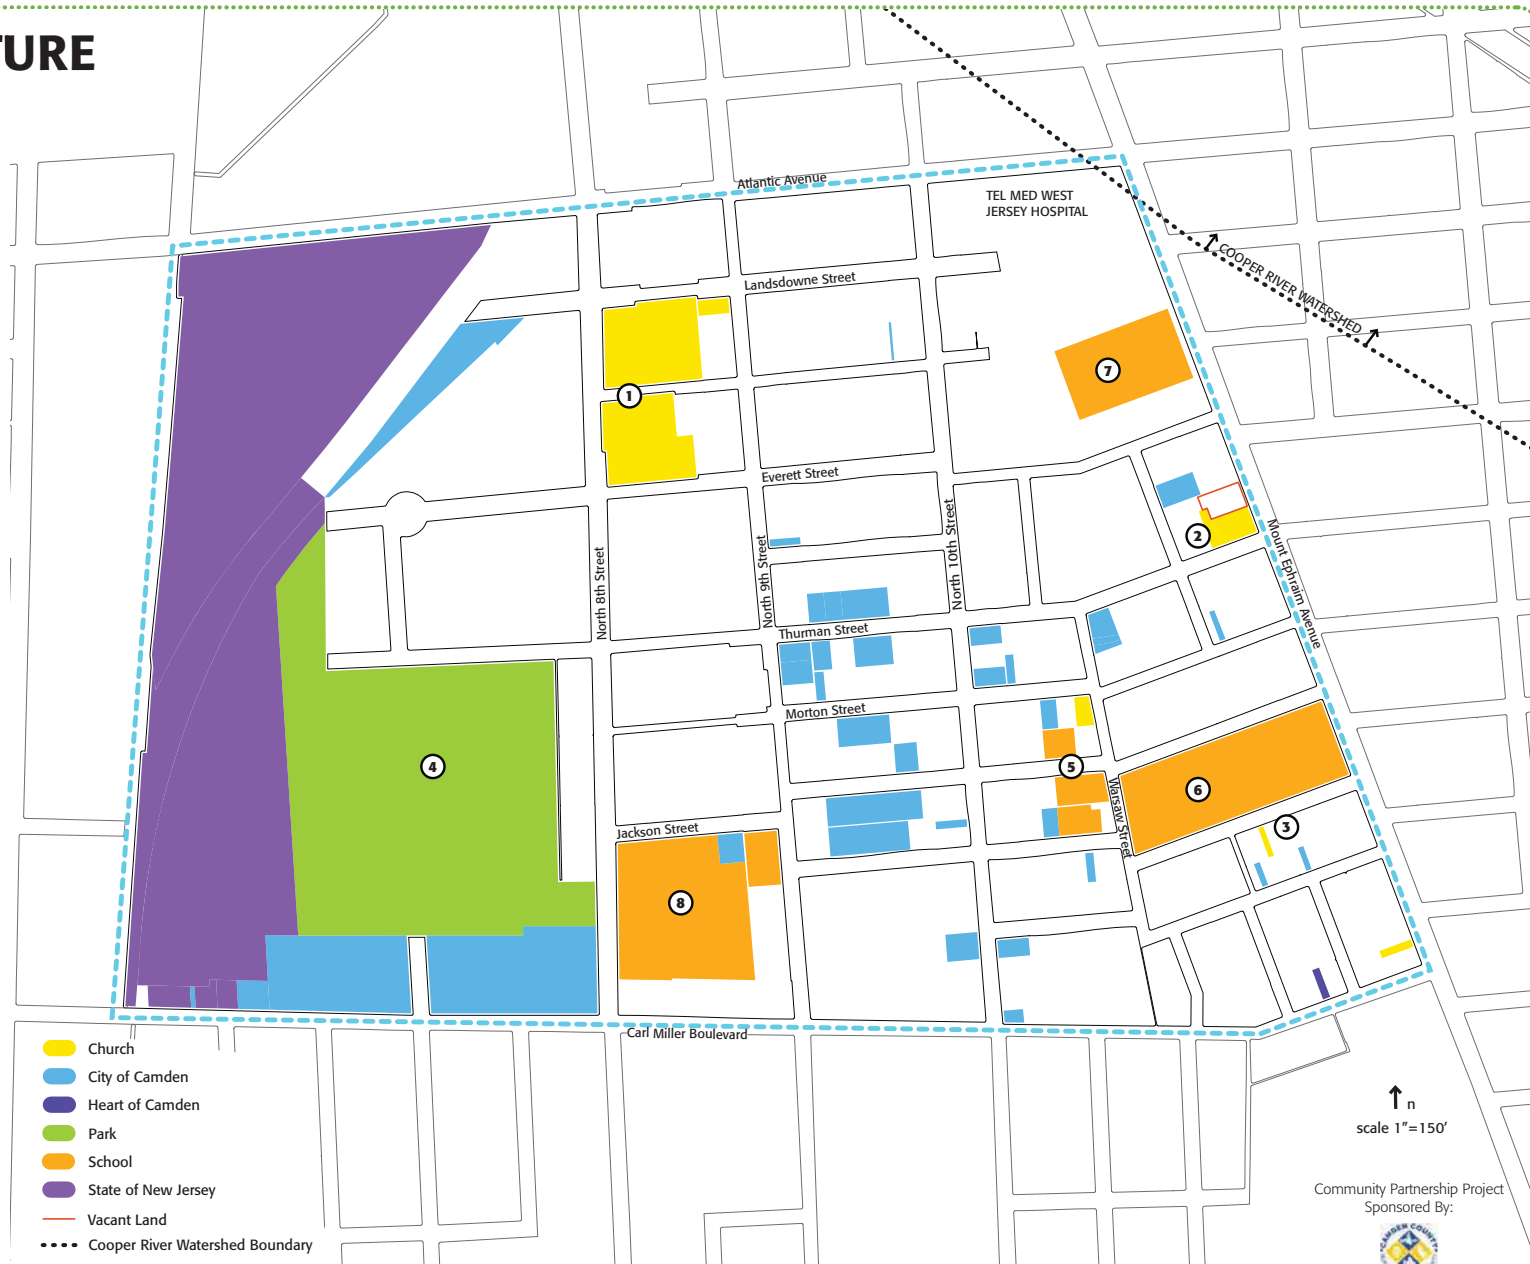 TURE
Atlantic Avenue
TEL MED WEST
JERSEY HOSPITAL
COOPER RIVER WATERSHED
Landsdowne Street
1
7
Everett Street
North 8th Street
North 9th Street
North 10th Street
2
Mount Ephraim Avenue
Thurman Street
Morton Street
4
5
6
Warsaw Street
3
Jackson Street
8
Carl Miller Boulevard
Church
City of Camden
Heart of Camden
Park
School
State of New Jersey
Vacant Land
Cooper River Watershed Boundary
n
scale 1"=150'
Community Partnership Project
Sponsored By:
CAMDEN COUNTY